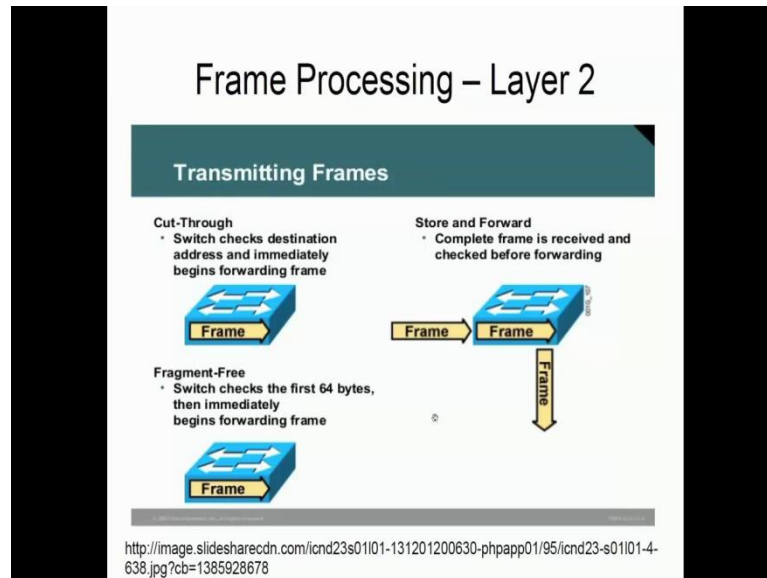 Frame Processing – Layer 2
Transmitting Frames
Cut-Through
• Switch checks destination
address and immediately
begins forwarding frame
Frame
Store and Forward
• Complete frame is received and
checked before forwarding
Frame
Frame
Frame
Fragment-Free
• Switch checks the first 64 bytes,
then immediately
begins forwarding frame
Frame
http://image.slidesharecdn.com/icnd23s01l01-131201200630-phpapp01/95/icnd23-s01l01-4-
638.jpg?cb=1385928678